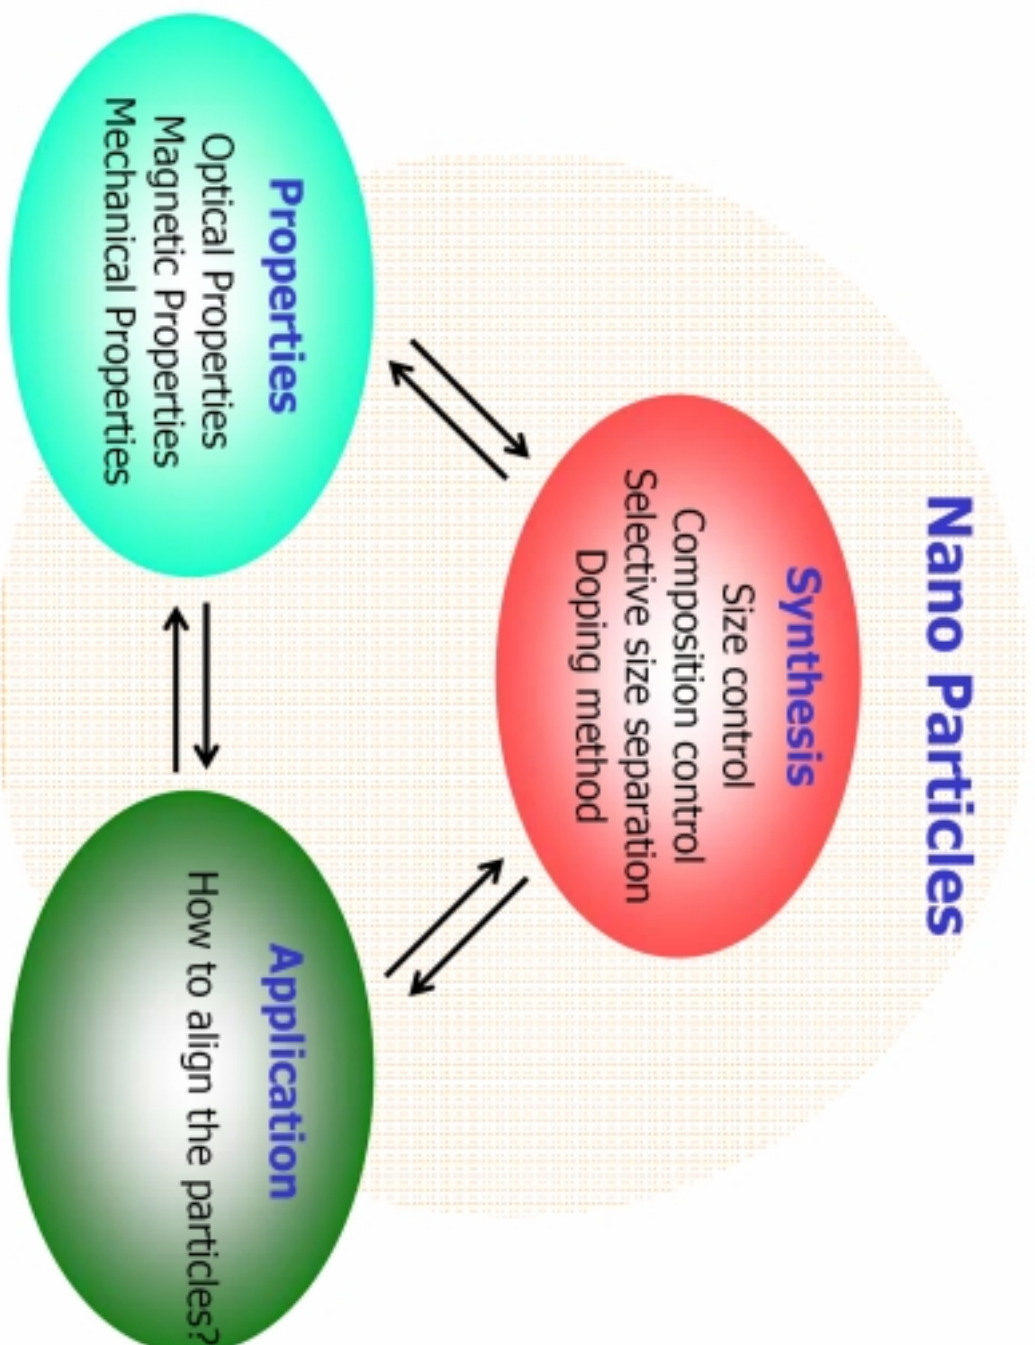 Nano Particles
Synthesis
Size control
Composition control
Selective size separation
Doping method
Properties
Optical Properties
Magnetic Properties
Mechanical Properties
Application
How to align the particles?